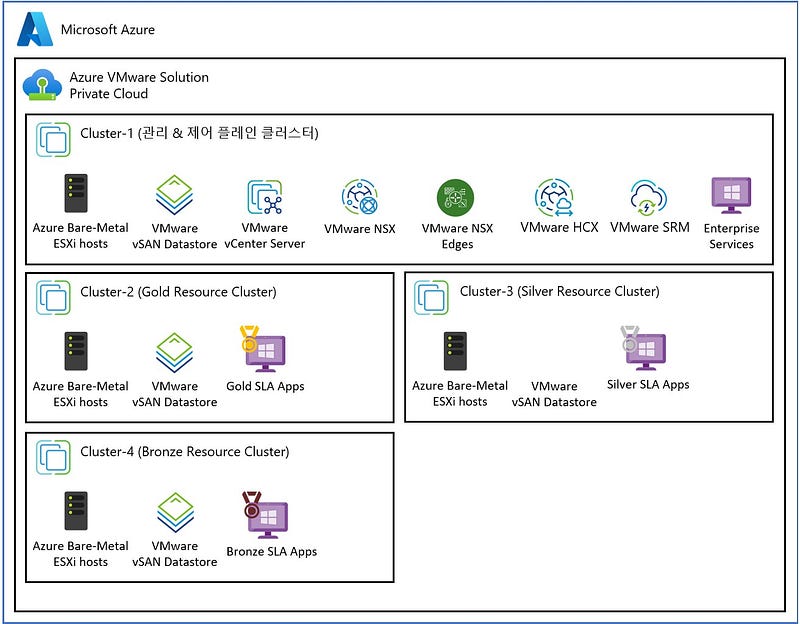 Microsoft Azure
Azure VMware Solution
Private Cloud
Cluster-1 (관리 & 제어 플레인 클러스터)
Azure Bare-Metal
ESXi hosts
VMware
vSAN Datastore
VMware
vCenter Server
VMware NSX
VMware NSX
Edges
VMware HCX
VMware SRM
Enterprise
Services
Cluster-2 (Gold Resource Cluster)
Azure Bare-Metal
ESXi hosts
VMware
vSAN Datastore
Gold SLA Apps
Cluster-3 (Silver Resource Cluster)
Azure Bare-Metal
ESXi hosts
VMware
vSAN Datastore
Silver SLA Apps
Cluster-4 (Bronze Resource Cluster)
Azure Bare-Metal
ESXi hosts
VMware
vSAN Datastore
Bronze SLA Apps